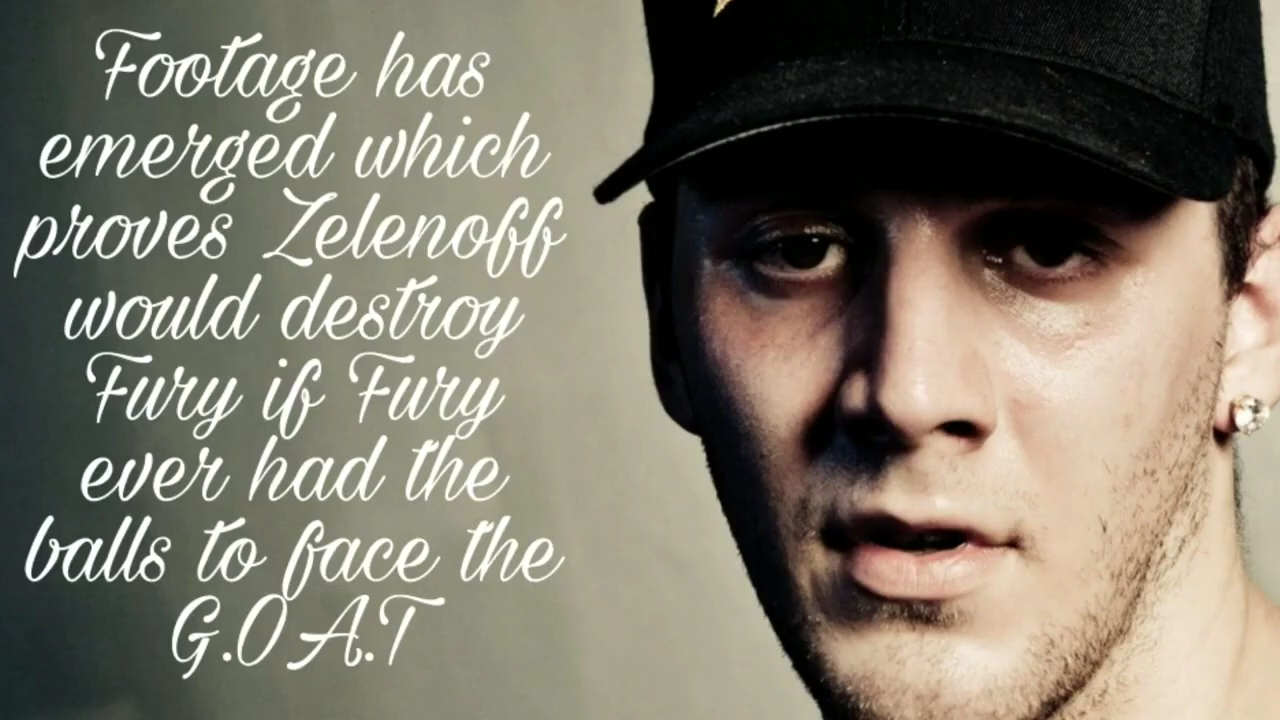 Footage has
emerged which
proves Zelenoff
would destroy
Fury if Fury
ever had the
balls to face the
G.O.A.T